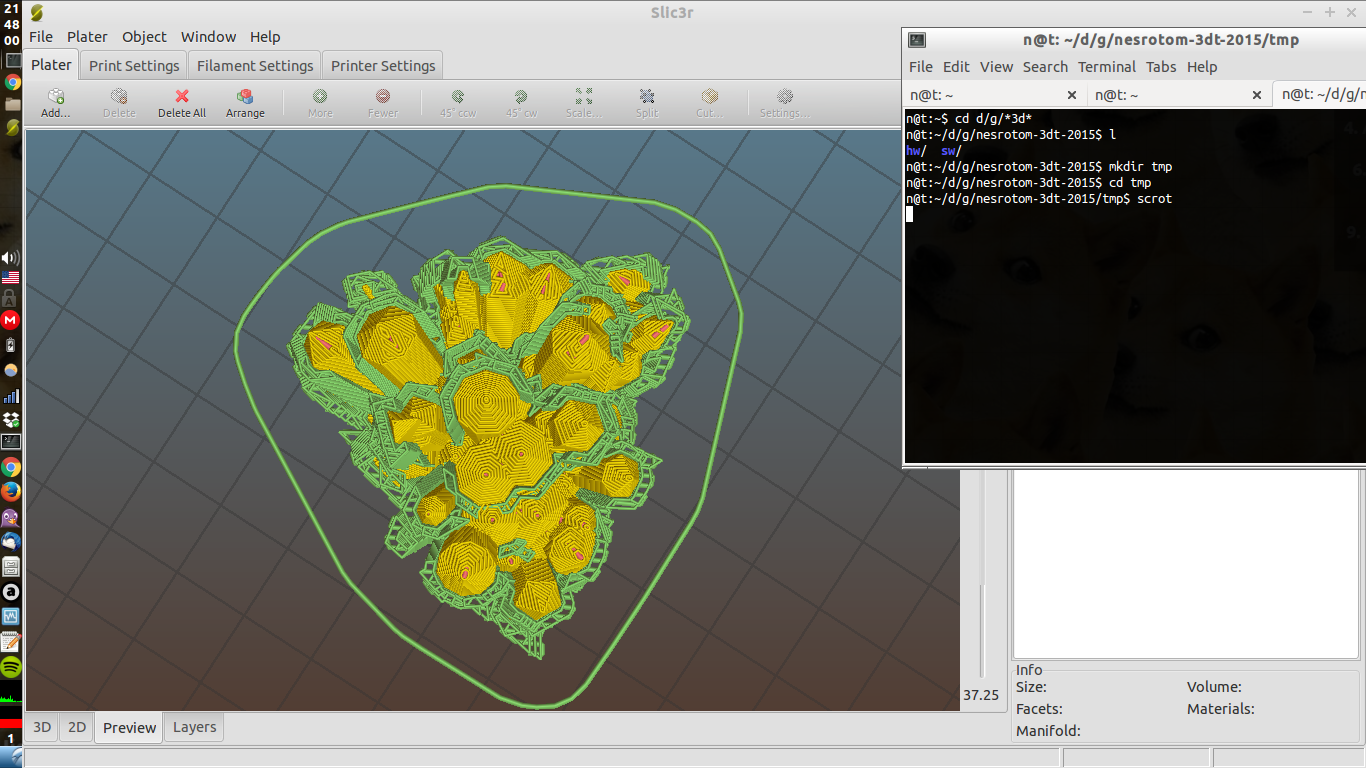 21
48
00
Slic3r
File Plater Object Window Help
Plater Print Settings Filament Settings Printer Settings
Add... Delete Delete All Arrange More Fewer 45° ccw 45° cw Scale... Split Cut... Settings...
n@t: ~/d/g/nesrotom-3dt-2015/tmp
File Edit View Search Terminal Tabs Help
n@t: ~ n@t: ~ n@t: ~/d/g/n
n@t:~$ cd d/g/*3d*
n@t:~/d/g/nesrotom-3dt-2015$ l
hw/ sw/
n@t:~/d/g/nesrotom-3dt-2015$ mkdir tmp
n@t:~/d/g/nesrotom-3dt-2015$ cd tmp
n@t:~/d/g/nesrotom-3dt-2015/tmp$ scrot
37.25
Info
Size: Volume:
Facets: Materials:
Manifold:
3D 2D Preview Layers
A
M
a
1